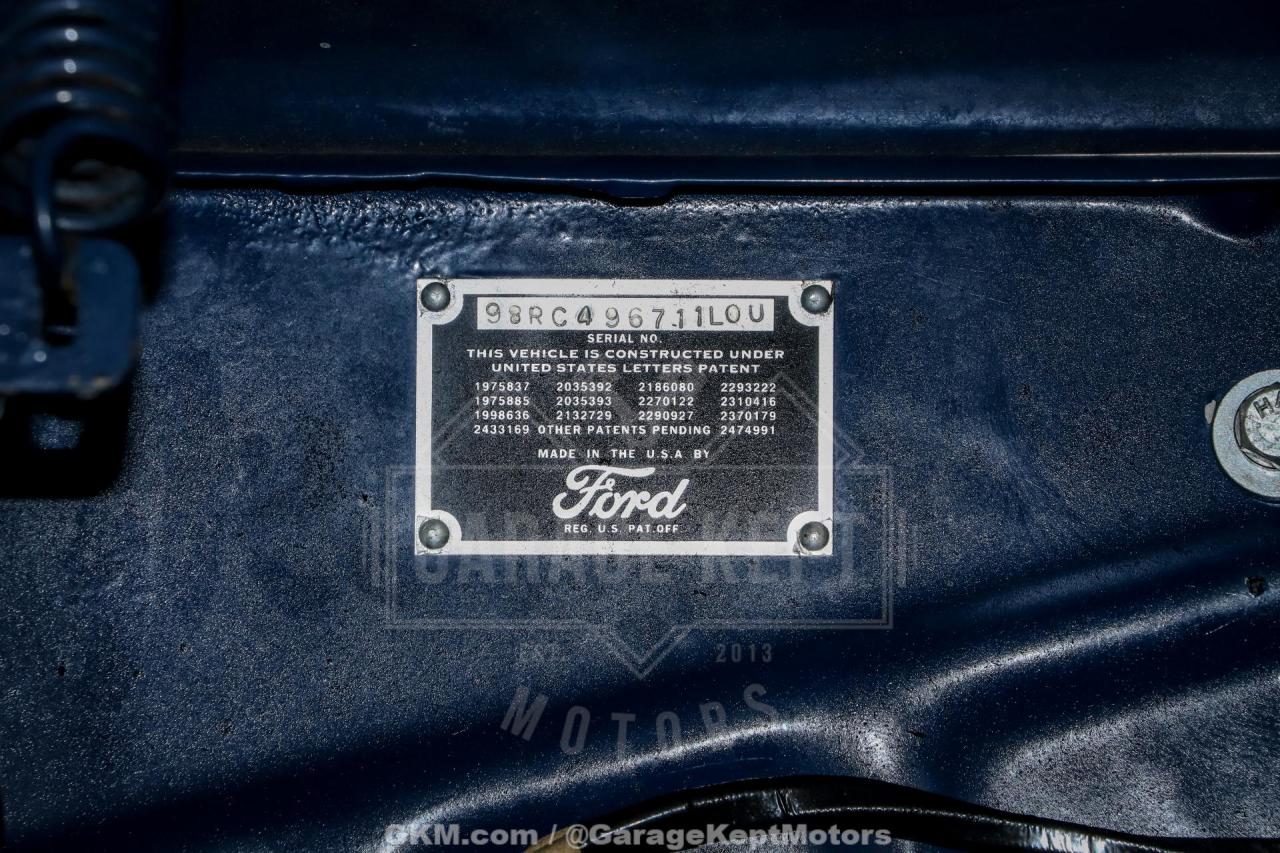 98RC496711LOU
SERIAL NO.
THIS VEHICLE IS CONSTRUCTED UNDER
UNITED STATES LETTERS PATENT
1975837 2035392 2186080 2293222
1975885 2035393 2270122 2310416
1998636 2132729 2290927 2370179
2433169 OTHER PATENTS PENDING 2474991
MADE IN THE U.S.A BY
Ford
REG. U.S. PAT.OFF.
GARAGE KEPT
EST. 2013
MOTORS
GKM.com / @GarageKeptMotors